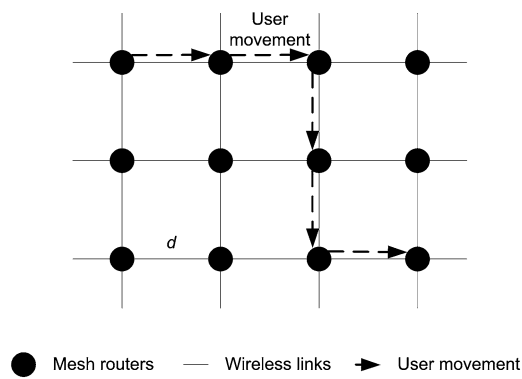 User
movement
d
Mesh routers
Wireless links
User movement